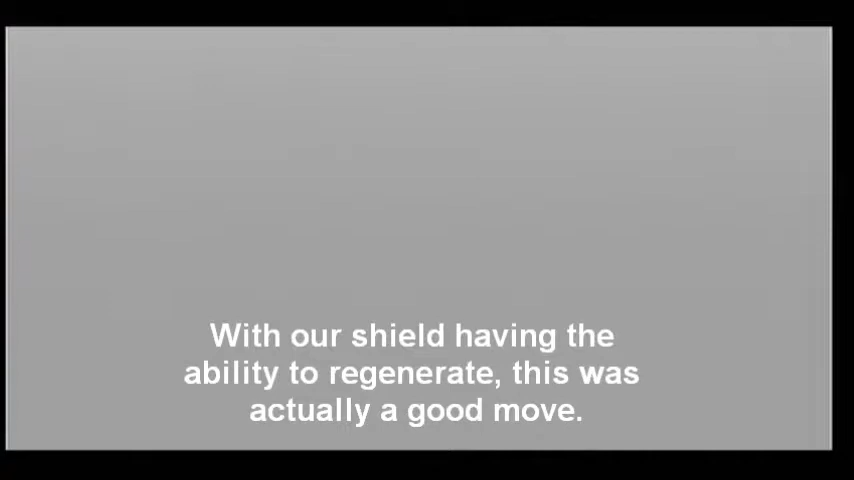 With our shield having the
ability to regenerate, this was
actually a good move.